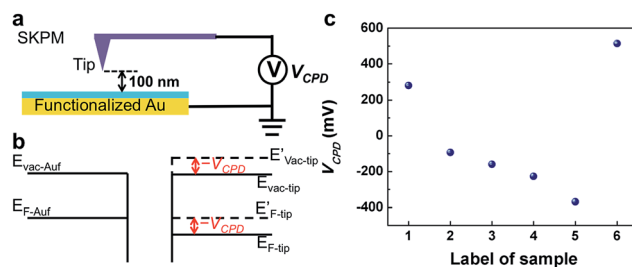 a
SKPM
Tip
100 nm
V
V_CPD
Functionalized Au
b
E_vac-Auf
E_F-Auf
E'_Vac-tip
−V_CPD
E_vac-tip
E'_F-tip
−V_CPD
E_F-tip
c
V_CPD (mV)
600
400
200
0
-200
-400
1 2 3 4 5 6
Label of sample